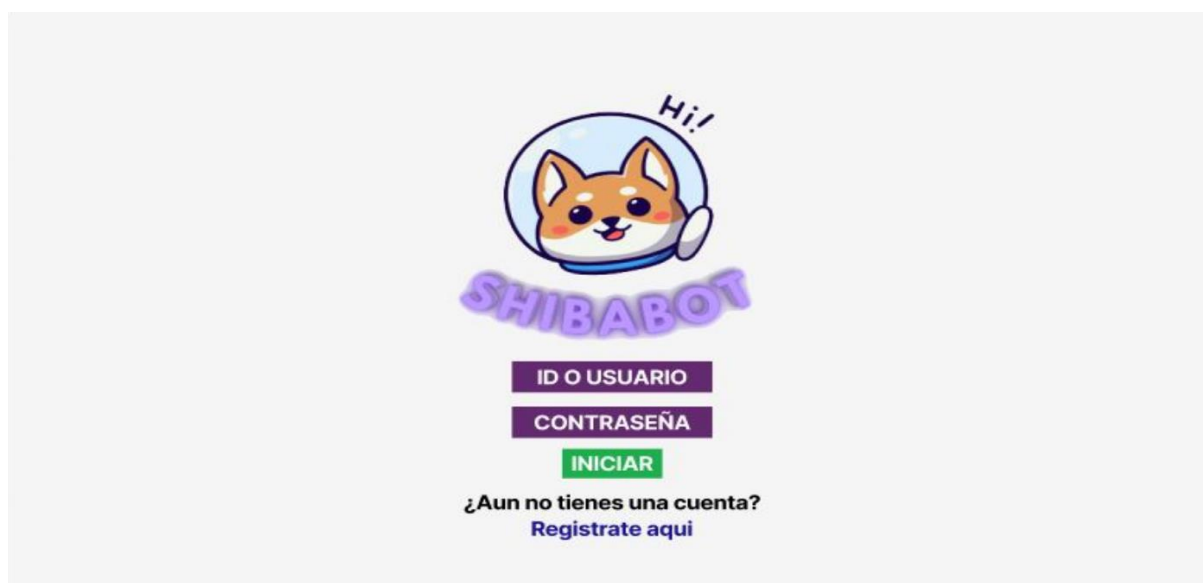 Hi!
SHIBABOT
ID O USUARIO
CONTRASEÑA
INICIAR
¿Aun no tienes una cuenta?
Registrate aqui